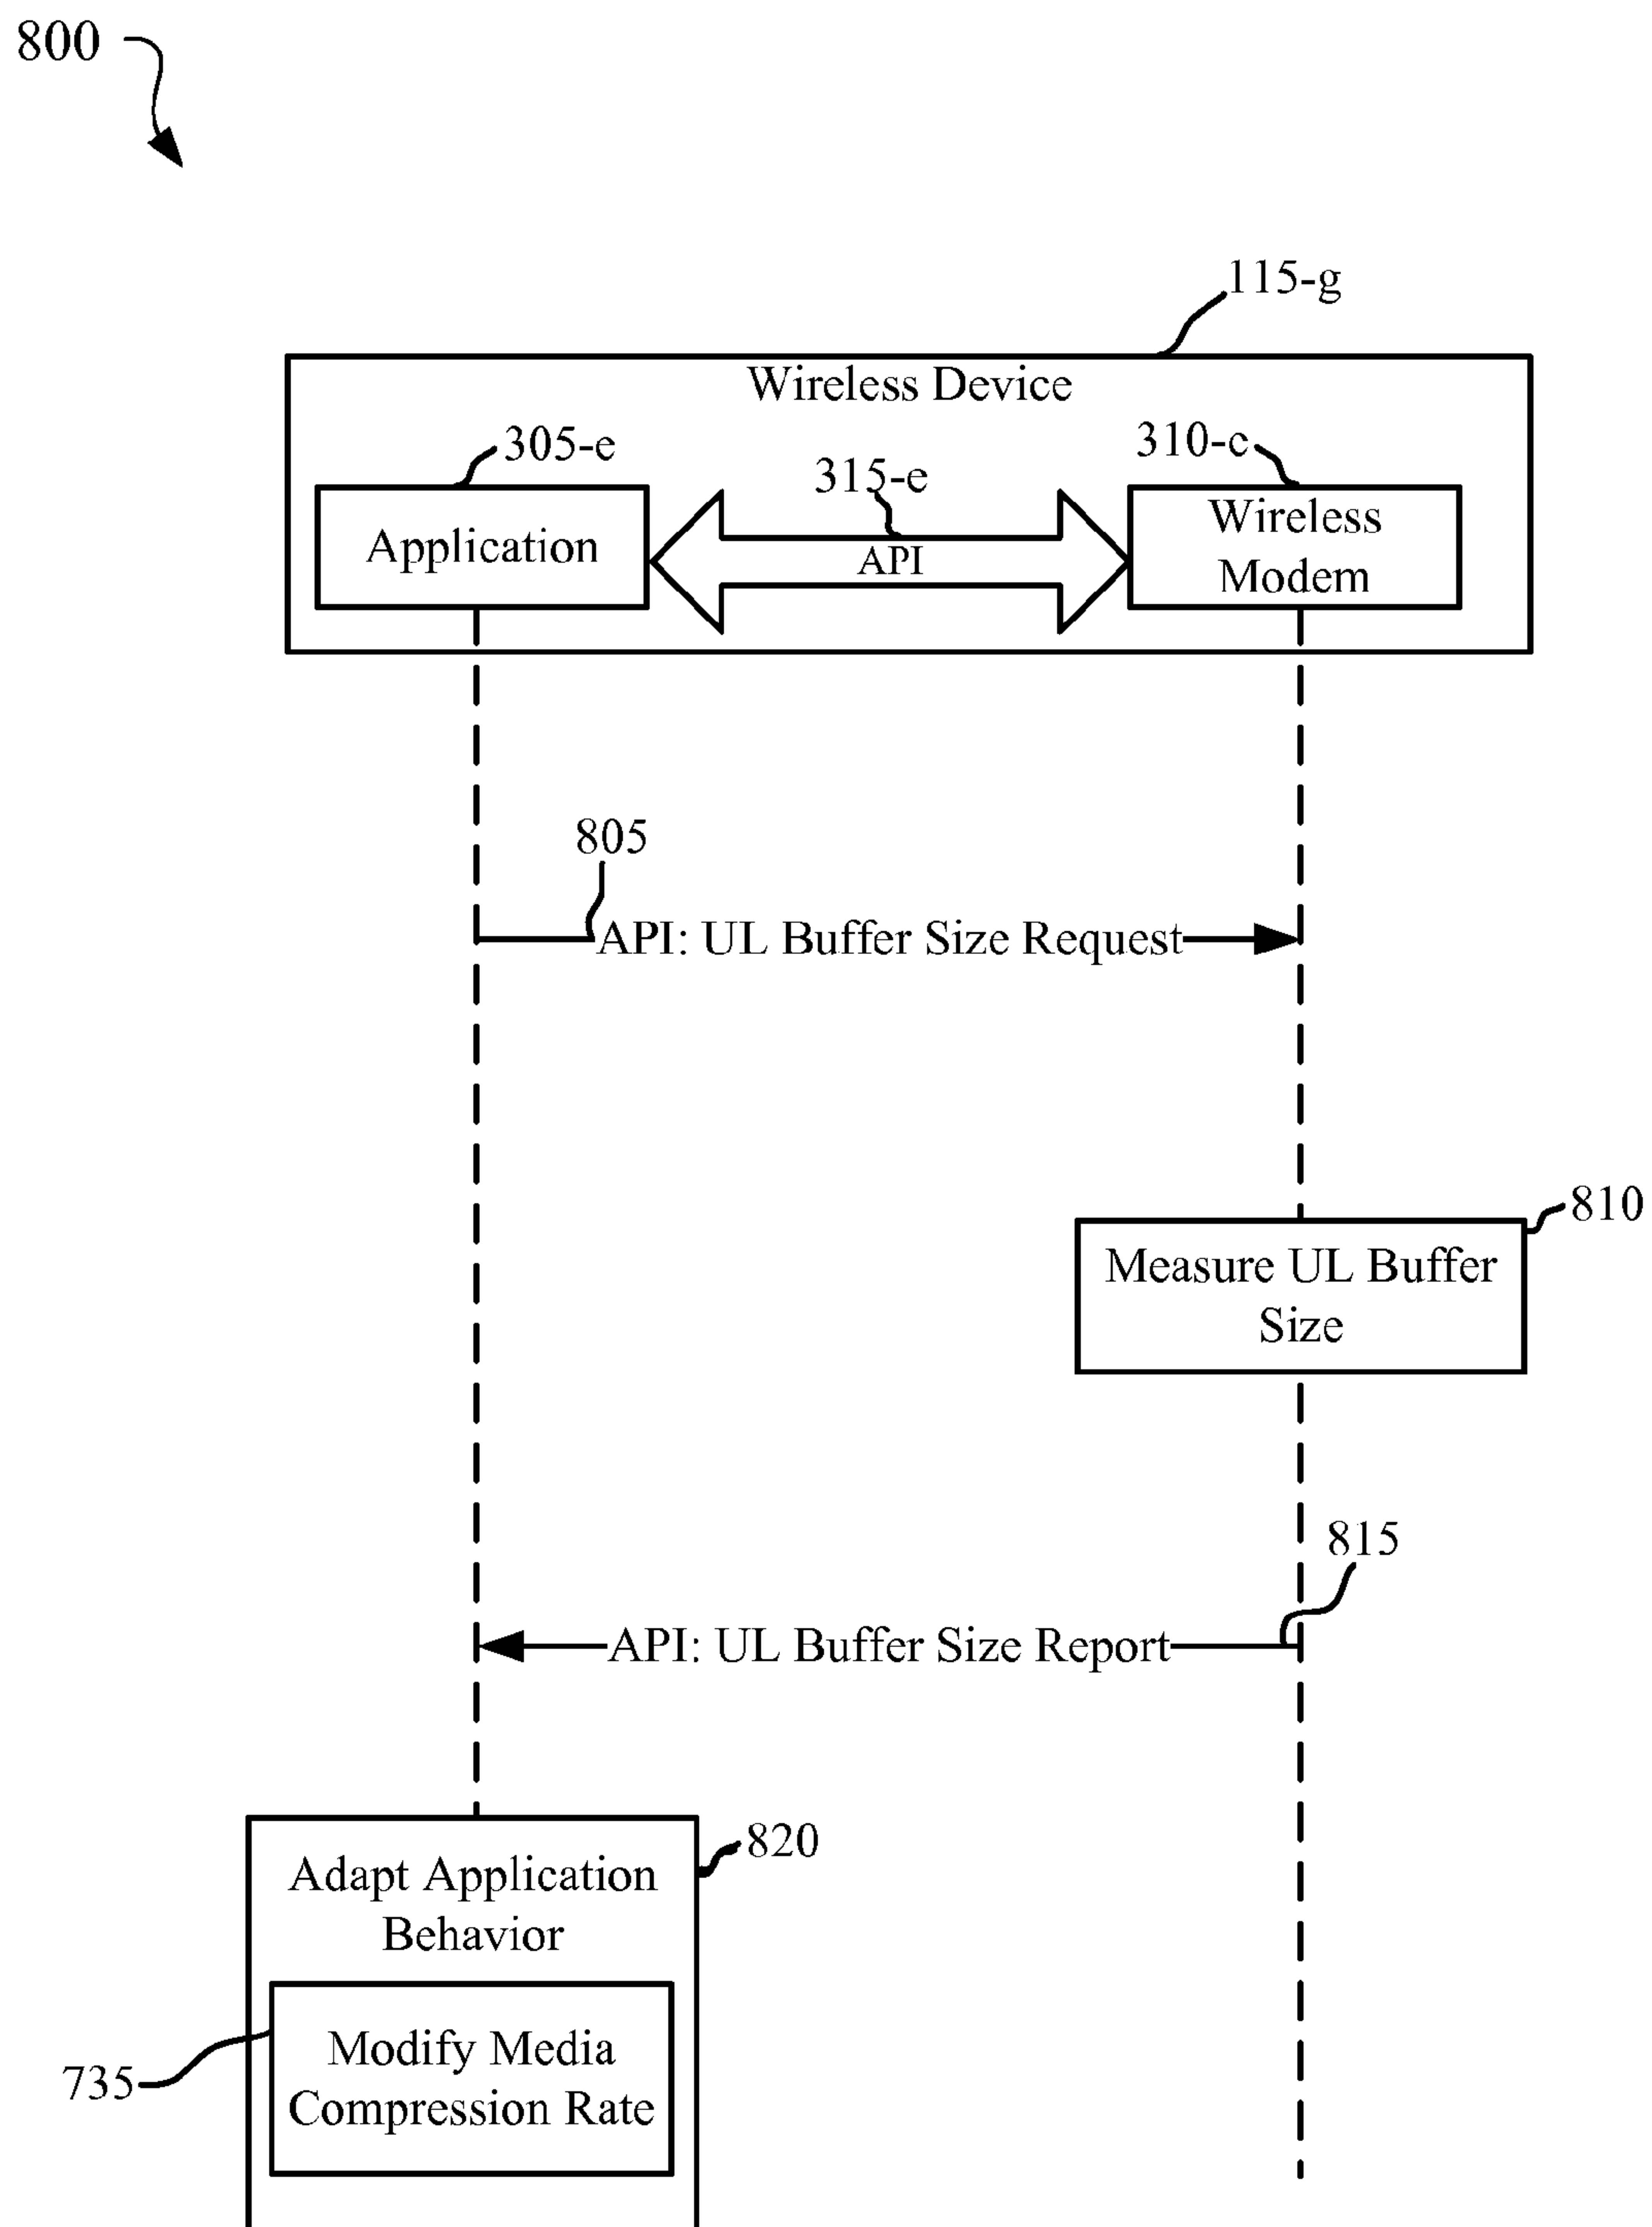 800
115-g
Wireless Device
305-e
315-e
310-c
Application
API
Wireless
Modem
805
API: UL Buffer Size Request
810
Measure UL Buffer
Size
815
API: UL Buffer Size Report
820
Adapt Application
Behavior
735
Modify Media
Compression Rate